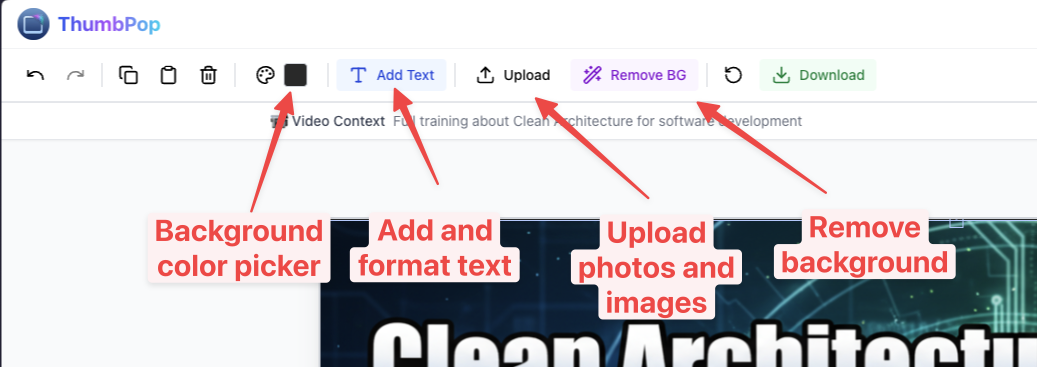 ThumbPop
Add Text
Upload
Remove BG
Download
Video Context Full training about Clean Architecture for software development
Background
color picker
Add and
format text
Upload
photos and
images
Remove
background
Clean Architectu